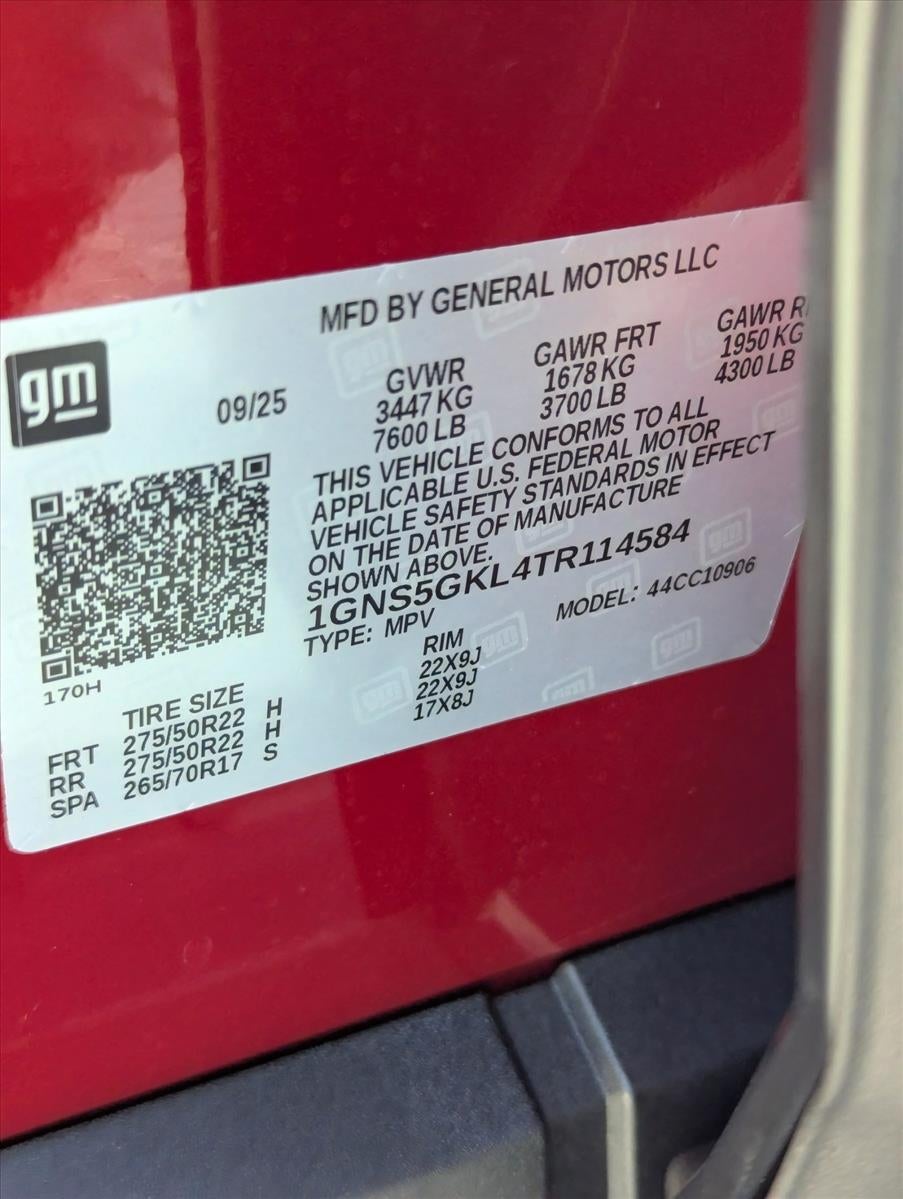 MFD BY GENERAL MOTORS LLC
gm
09/25
GVWR
3447 KG
7600 LB
GAWR FRT
1678 KG
3700 LB
GAWR R
1950 KG
4300 LB
THIS VEHICLE CONFORMS TO ALL
APPLICABLE U.S. FEDERAL MOTOR
VEHICLE SAFETY STANDARDS IN EFFECT
ON THE DATE OF MANUFACTURE
SHOWN ABOVE.
1GNS5GKL4TR114584
TYPE: MPV
MODEL: 44CC10906
170H
TIRE SIZE
RIM
FRT 275/50R22 H 22X9J
RR 275/50R22 H 22X9J
SPA 265/70R17 S 17X8J